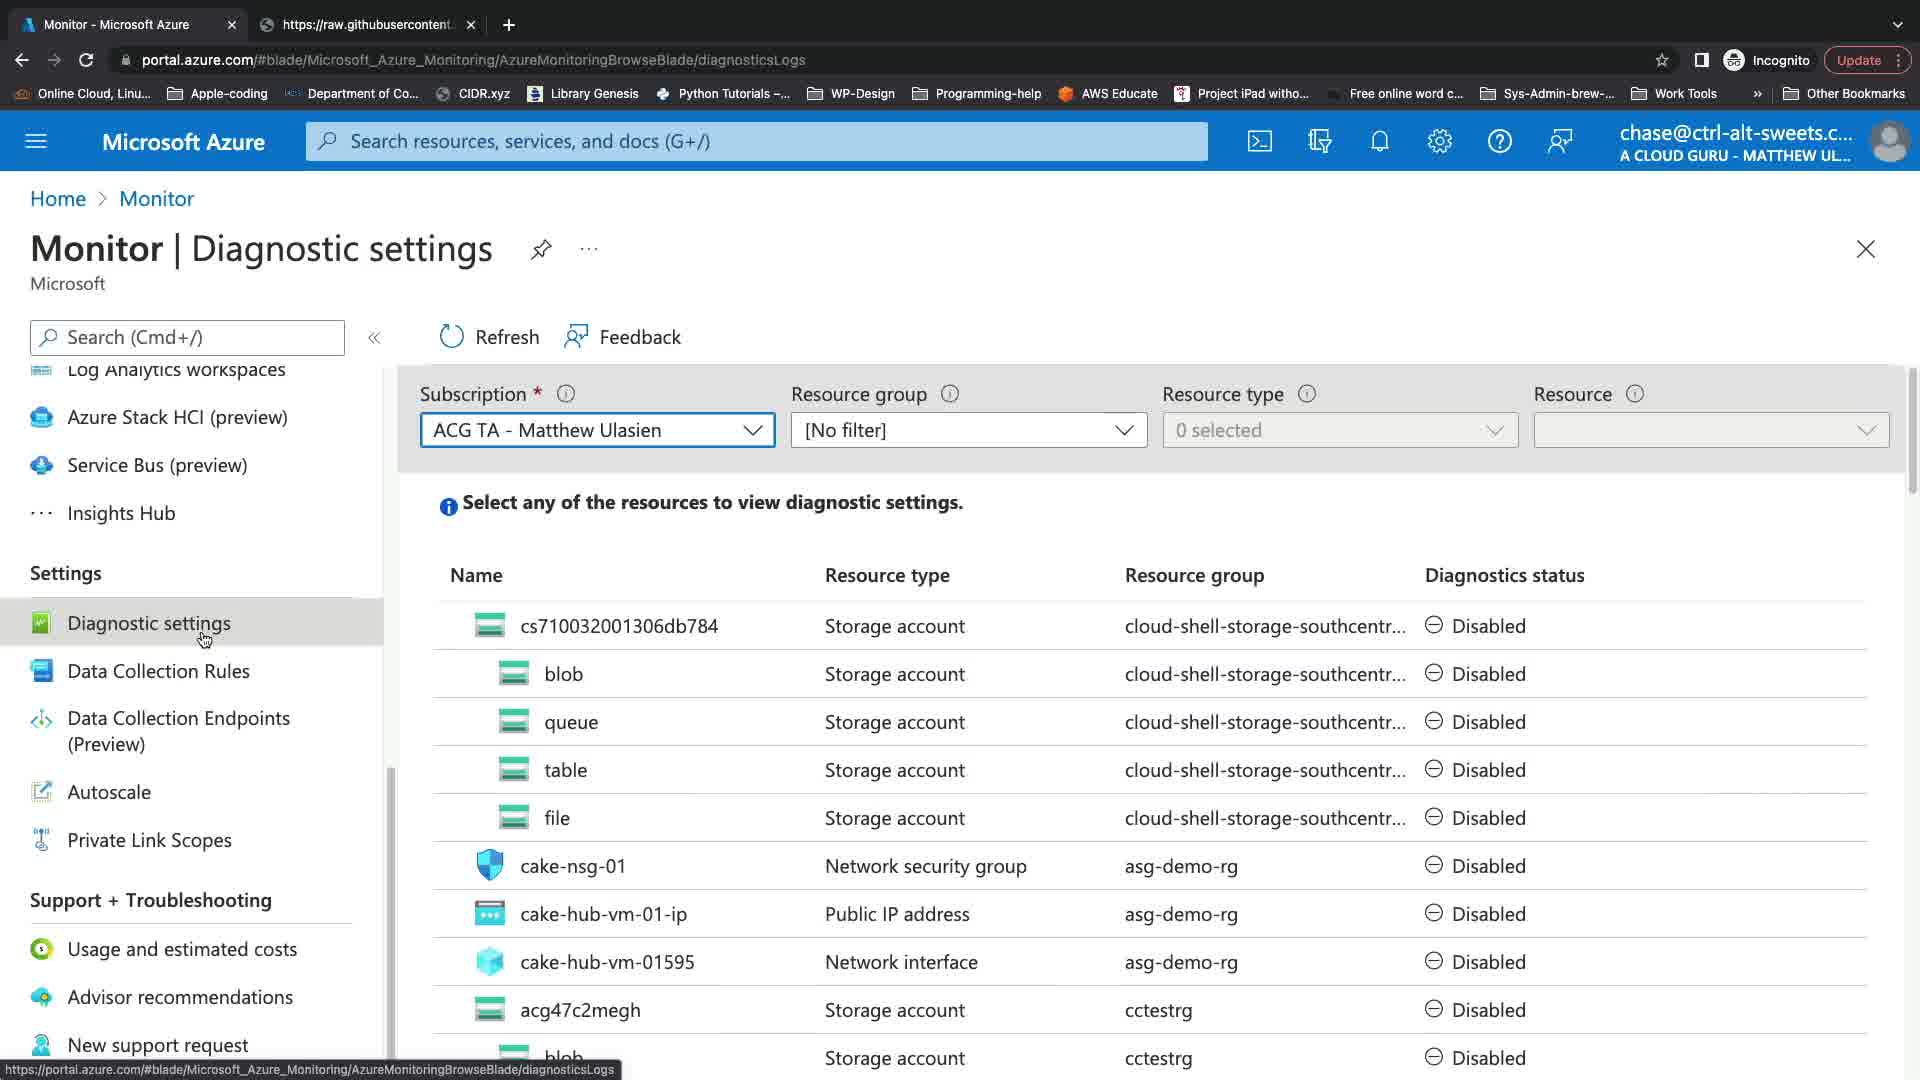 Monitor - Microsoft Azure
https://raw.githubusercontent.
portal.azure.com/#blade/Microsoft_Azure_Monitoring/AzureMonitoringBrowseBlade/diagnosticsLogs
Incognito
Update
Online Cloud, Linu...
Apple-coding
Department of Co...
CIDR.xyz
Library Genesis
Python Tutorials –...
WP-Design
Programming-help
AWS Educate
Project iPad witho...
Free online word c...
Sys-Admin-brew-...
Work Tools
»
Other Bookmarks
Microsoft Azure
Search resources, services, and docs (G+/)
chase@ctrl-alt-sweets.c...
A CLOUD GURU - MATTHEW UL...
Home > Monitor
Monitor | Diagnostic settings
...
Microsoft
Search (Cmd+/)
«
Refresh
Feedback
Log Analytics workspaces
Azure Stack HCI (preview)
Service Bus (preview)
Insights Hub
Settings
Diagnostic settings
Data Collection Rules
Data Collection Endpoints
(Preview)
Autoscale
Private Link Scopes
Support + Troubleshooting
Usage and estimated costs
Advisor recommendations
New support request
Subscription *
Resource group
Resource type
Resource
ACG TA - Matthew Ulasien
[No filter]
0 selected
Select any of the resources to view diagnostic settings.
Name Resource type Resource group Diagnostics status
cs710032001306db784 Storage account cloud-shell-storage-southcentr... Disabled
blob Storage account cloud-shell-storage-southcentr... Disabled
queue Storage account cloud-shell-storage-southcentr... Disabled
table Storage account cloud-shell-storage-southcentr... Disabled
file Storage account cloud-shell-storage-southcentr... Disabled
cake-nsg-01 Network security group asg-demo-rg Disabled
cake-hub-vm-01-ip Public IP address asg-demo-rg Disabled
cake-hub-vm-01595 Network interface asg-demo-rg Disabled
acg47c2megh Storage account cctestrg Disabled
blob Storage account cctestrg Disabled
https://portal.azure.com/#blade/Microsoft_Azure_Monitoring/AzureMonitoringBrowseBlade/diagnosticsLogs